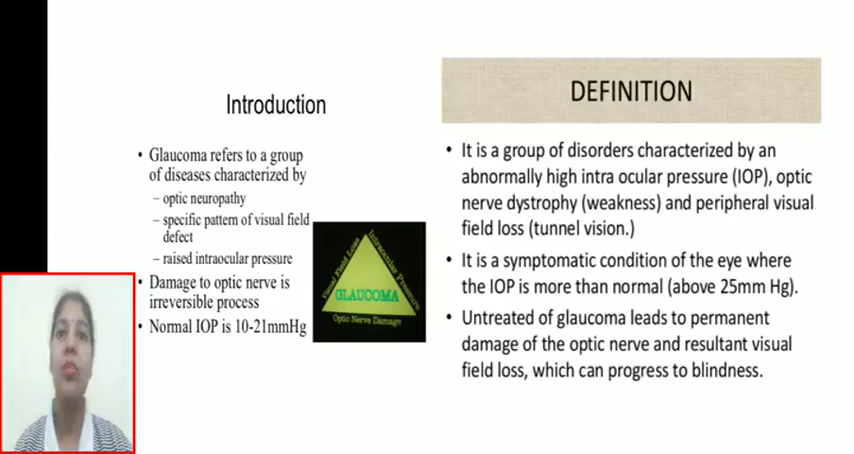 Introduction
• Glaucoma refers to a group
of diseases characterized by
– optic neuropathy
– specific pattern of visual field
defect
– raised intraocular pressure
• Damage to optic nerve is
irreversible process
• Normal IOP is 10-21mmHg
Visual Field Loss
Intraocular Pressure
GLAUCOMA
Optic Nerve Damage
DEFINITION
• It is a group of disorders characterized by an
abnormally high intra ocular pressure (IOP), optic
nerve dystrophy (weakness) and peripheral visual
field loss (tunnel vision.)
• It is a symptomatic condition of the eye where
the IOP is more than normal (above 25mm Hg).
• Untreated of glaucoma leads to permanent
damage of the optic nerve and resultant visual
field loss, which can progress to blindness.